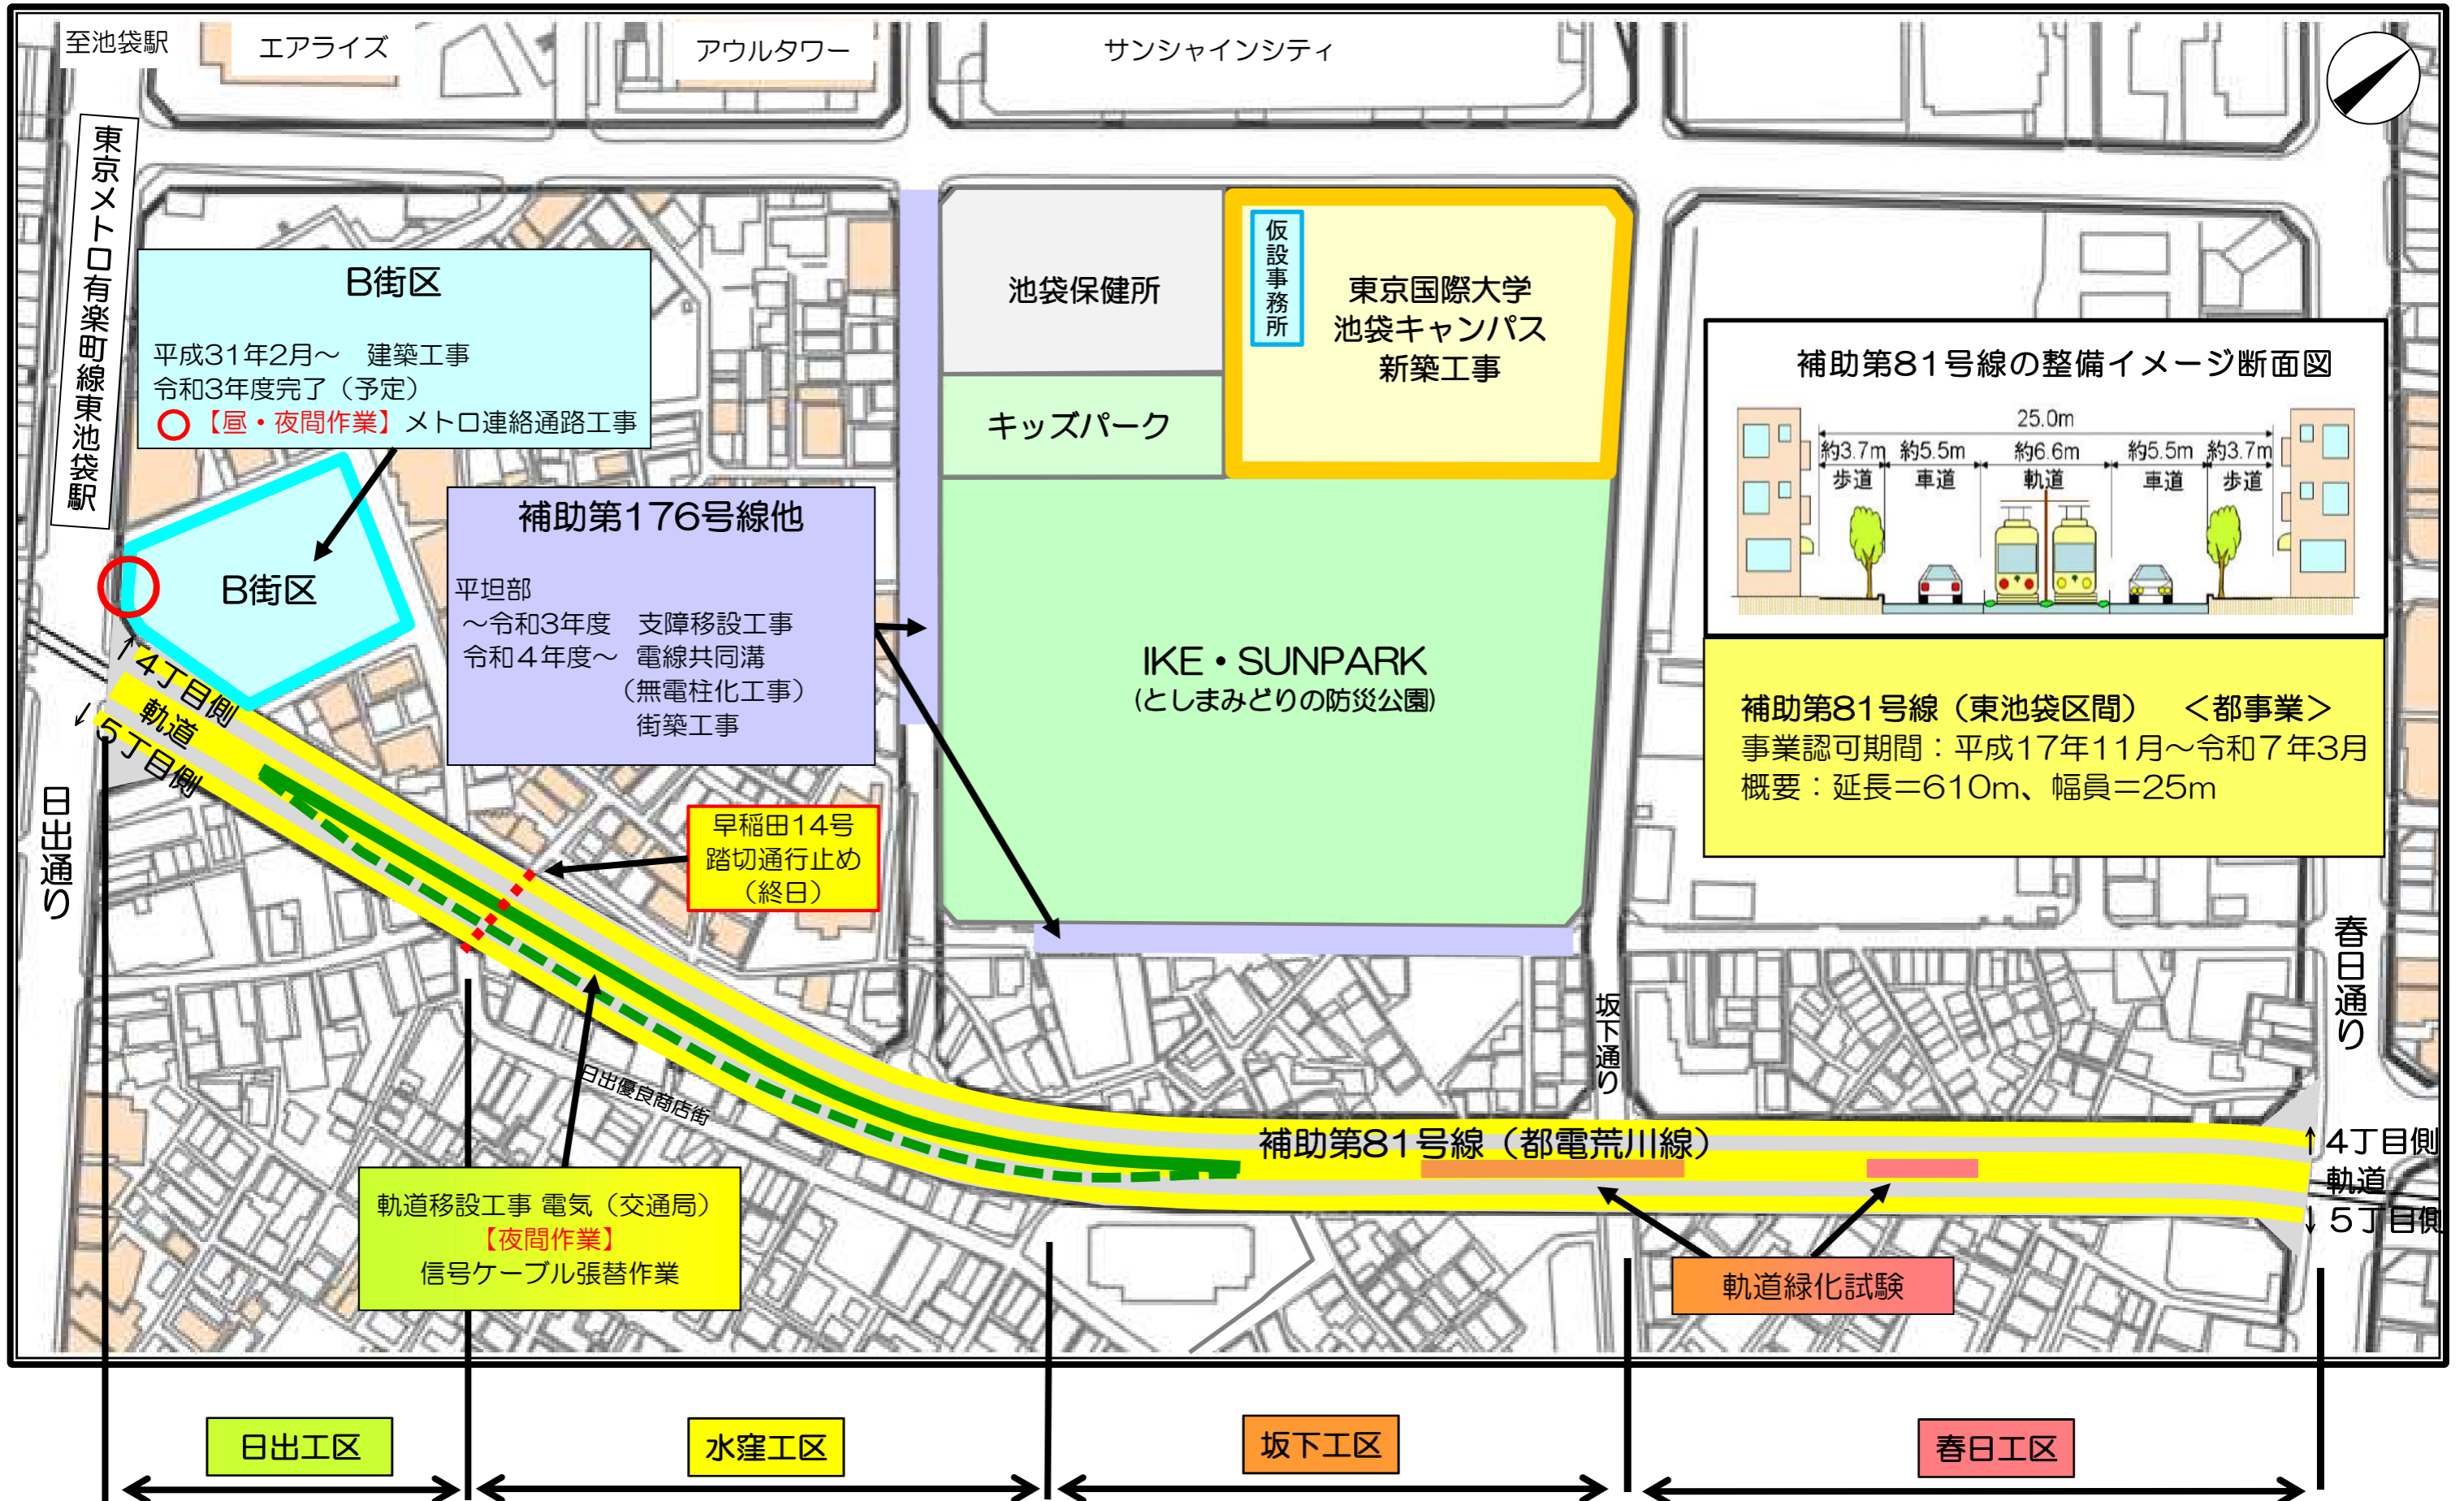 至池袋駅
エアライズ
アウルタワー
サンシャインシティ
東京メトロ有楽町線東池袋駅
B街区
平成31年2月～　建築工事
令和3年度完了（予定）
【昼・夜間作業】メトロ連絡通路工事
B街区
補助第176号線他
平坦部
～令和3年度　支障移設工事
令和４年度～　電線共同溝
（無電柱化工事）
街築工事
池袋保健所
キッズパーク
仮設事務所
東京国際大学
池袋キャンパス
新築工事
IKE・SUNPARK
(としまみどりの防災公園)
補助第81号線の整備イメージ断面図
25.0m
約3.7m 約5.5m 約6.6m 約5.5m 約3.7m
歩道 車道 軌道 車道 歩道
補助第81号線（東池袋区間）　＜都事業＞
事業認可期間：平成17年11月～令和７年3月
概要：延長＝610m、幅員＝25m
↑4丁目側
軌道
↓5丁目側
日出通り
早稲田14号
踏切通行止め
（終日）
日出優良商店街
坂下通り
春日通り
補助第81号線（都電荒川線）
↑4丁目側
軌道
↓5丁目側
軌道移設工事 電気（交通局）
【夜間作業】
信号ケーブル張替作業
軌道緑化試験
日出工区
水窪工区
坂下工区
春日工区